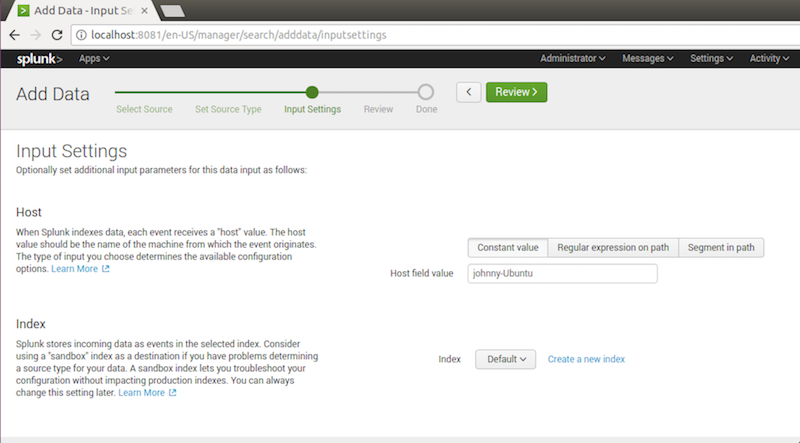 Add Data - Input Se
localhost:8081/en-US/manager/search/adddata/inputsettings
splunk> Apps Administrator Messages Settings Activity
Add Data
Select Source Set Source Type Input Settings Review Done
< Review >
Input Settings
Optionally set additional input parameters for this data input as follows:
Host
When Splunk indexes data, each event receives a "host" value. The host
value should be the name of the machine from which the event originates.
The type of input you choose determines the available configuration
options. Learn More
Constant value Regular expression on path Segment in path
Host field value johnny-Ubuntu
Index
Splunk stores incoming data as events in the selected index. Consider
using a "sandbox" index as a destination if you have problems determining
a source type for your data. A sandbox index lets you troubleshoot your
configuration without impacting production indexes. You can always
change this setting later. Learn More
Index Default Create a new index